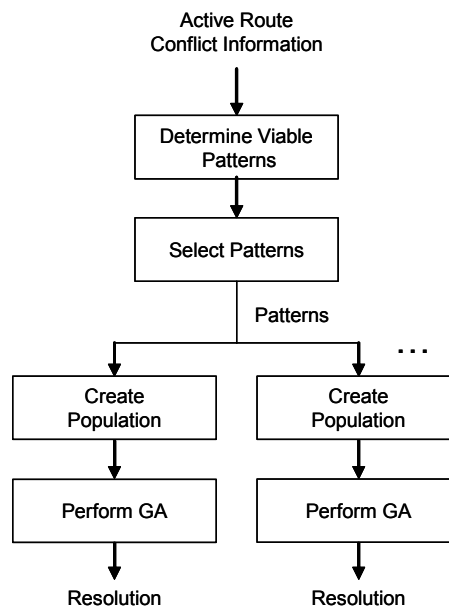 Active Route
Conflict Information
Determine Viable
Patterns
Select Patterns
Patterns
...
Create
Population
Create
Population
Perform GA
Perform GA
Resolution
Resolution